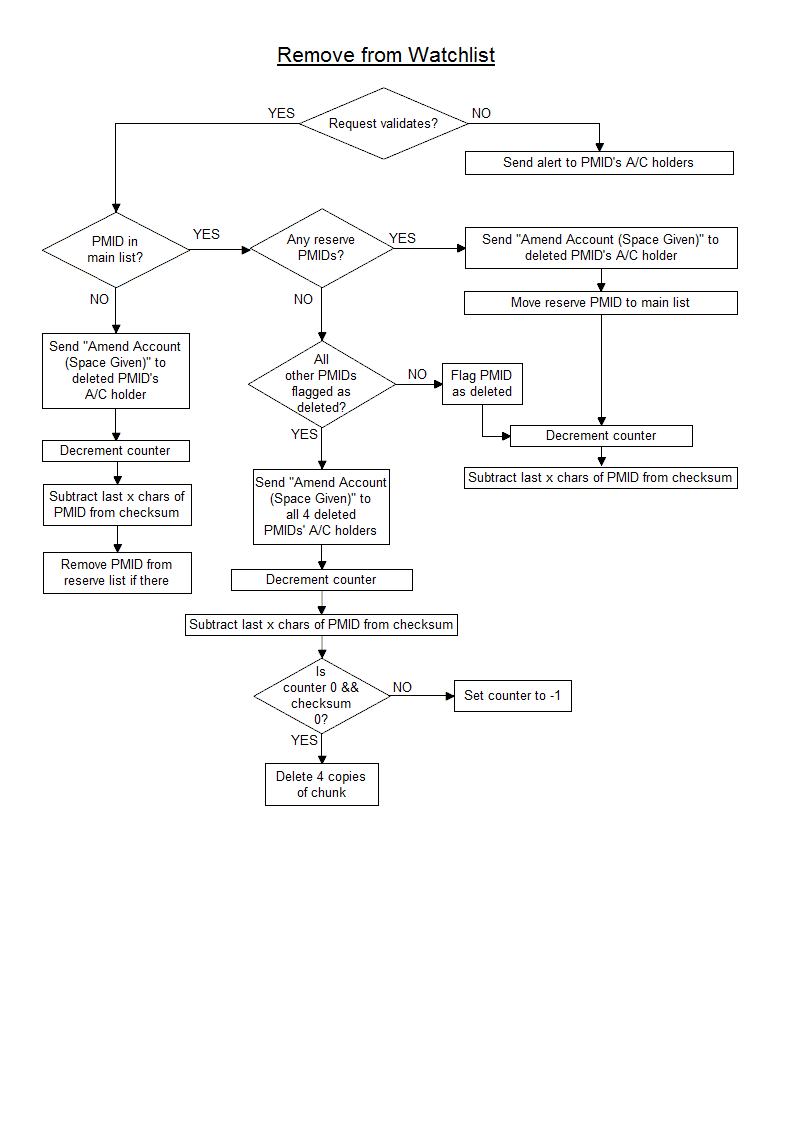 Remove from Watchlist
YES
Request validates?
NO
Send alert to PMID's A/C holders
PMID in
main list?
YES
Any reserve
PMIDs?
YES
Send "Amend Account (Space Given)" to
deleted PMID's A/C holder
NO
NO
Move reserve PMID to main list
Send "Amend Account
(Space Given)" to
deleted PMID's
A/C holder
All
other PMIDs
flagged as
deleted?
NO
Flag PMID
as deleted
YES
Decrement counter
Decrement counter
Subtract last x chars of PMID from checksum
Send "Amend Account
(Space Given)" to
all 4 deleted
PMIDs' A/C holders
Subtract last x chars of
PMID from checksum
Remove PMID from
reserve list if there
Decrement counter
Subtract last x chars of PMID from checksum
Is
counter 0 &&
checksum
0?
NO
Set counter to -1
YES
Delete 4 copies
of chunk